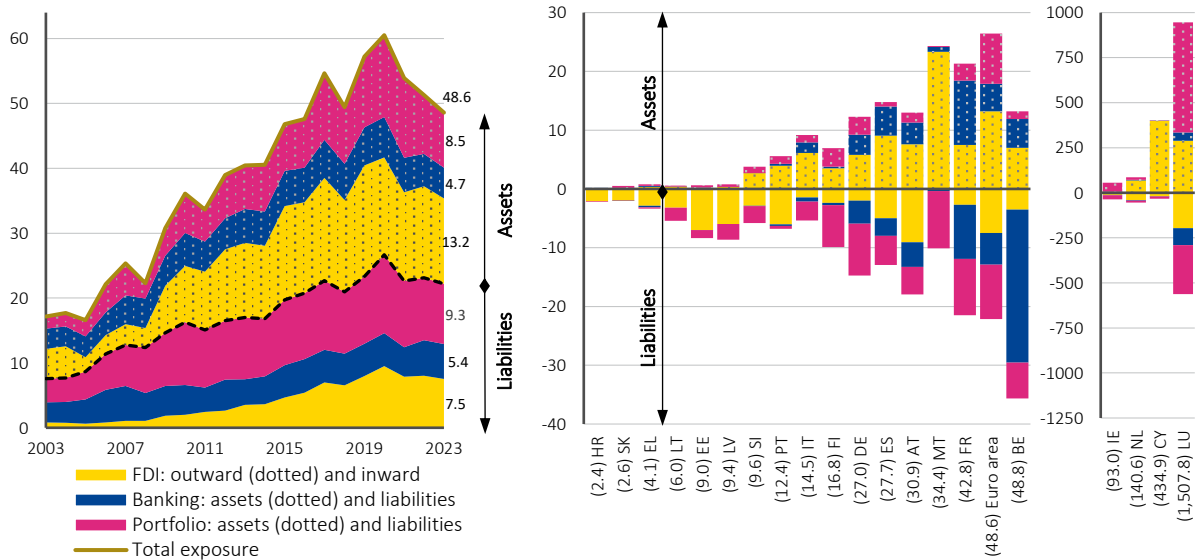 60
50
40
30
20
10
0
2003
2007
2011
2015
2019
2023
48.6
8.5
4.7
13.2
9.3
5.4
7.5
Assets
Liabilities
FDI: outward (dotted) and inward
Banking: assets (dotted) and liabilities
Portfolio: assets (dotted) and liabilities
Total exposure
30
20
10
0
-10
-20
-30
-40
Assets
Liabilities
(2.4) HR
(2.6) SK
(4.1) EL
(6.0) LT
(9.0) EE
(9.4) LV
(9.6) SI
(12.4) PT
(14.5) IT
(16.8) FI
(27.0) DE
(27.7) ES
(30.9) AT
(34.4) MT
(42.8) FR
(48.6) Euro area
(48.8) BE
1000
750
500
250
0
-250
-500
-750
-1000
-1250
(93.0) IE
(140.6) NL
(434.9) CY
(1,507.8) LU